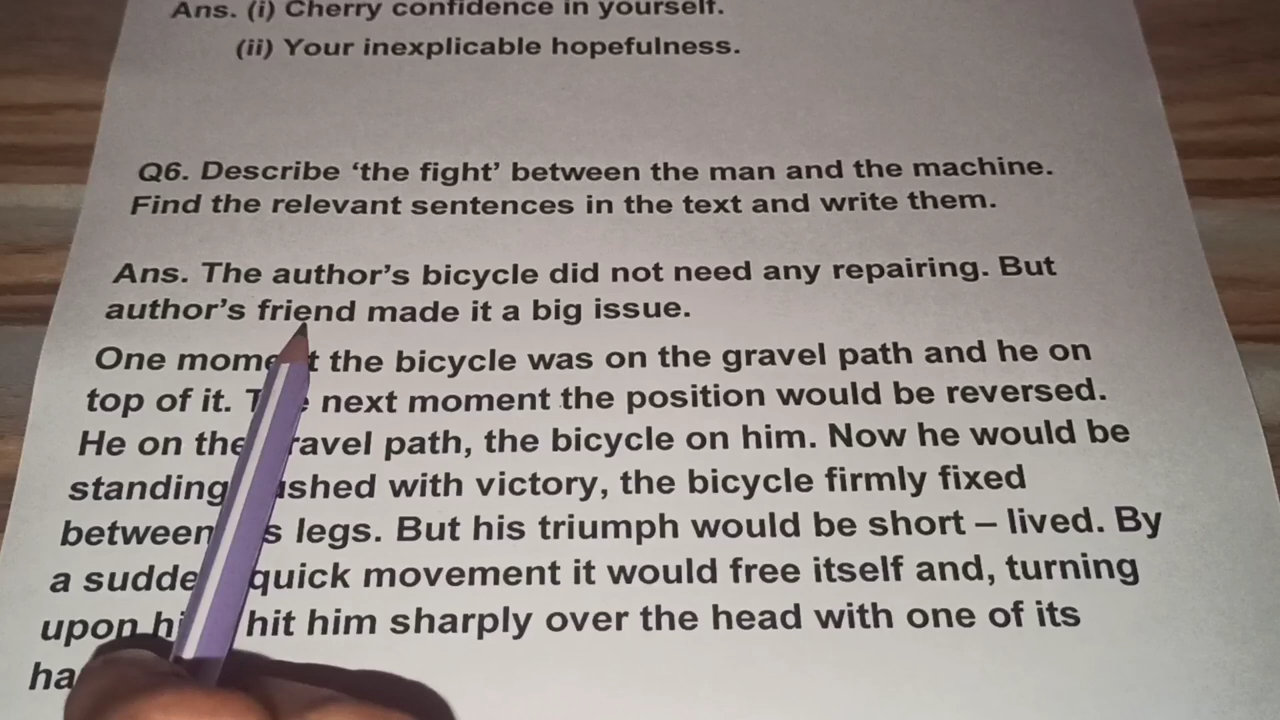 Ans. (i) Cherry confidence in yourself.
(ii) Your inexplicable hopefulness.
Q6. Describe ‘the fight’ between the man and the machine.
Find the relevant sentences in the text and write them.
Ans. The author’s bicycle did not need any repairing. But
author’s friend made it a big issue.
One moment the bicycle was on the gravel path and he on
top of it. The next moment the position would be reversed.
He on the gravel path, the bicycle on him. Now he would be
standing with victory, the bicycle firmly fixed
between his legs. But his triumph would be short – lived. By
a sudden quick movement it would free itself and, turning
upon him hit him sharply over the head with one of its